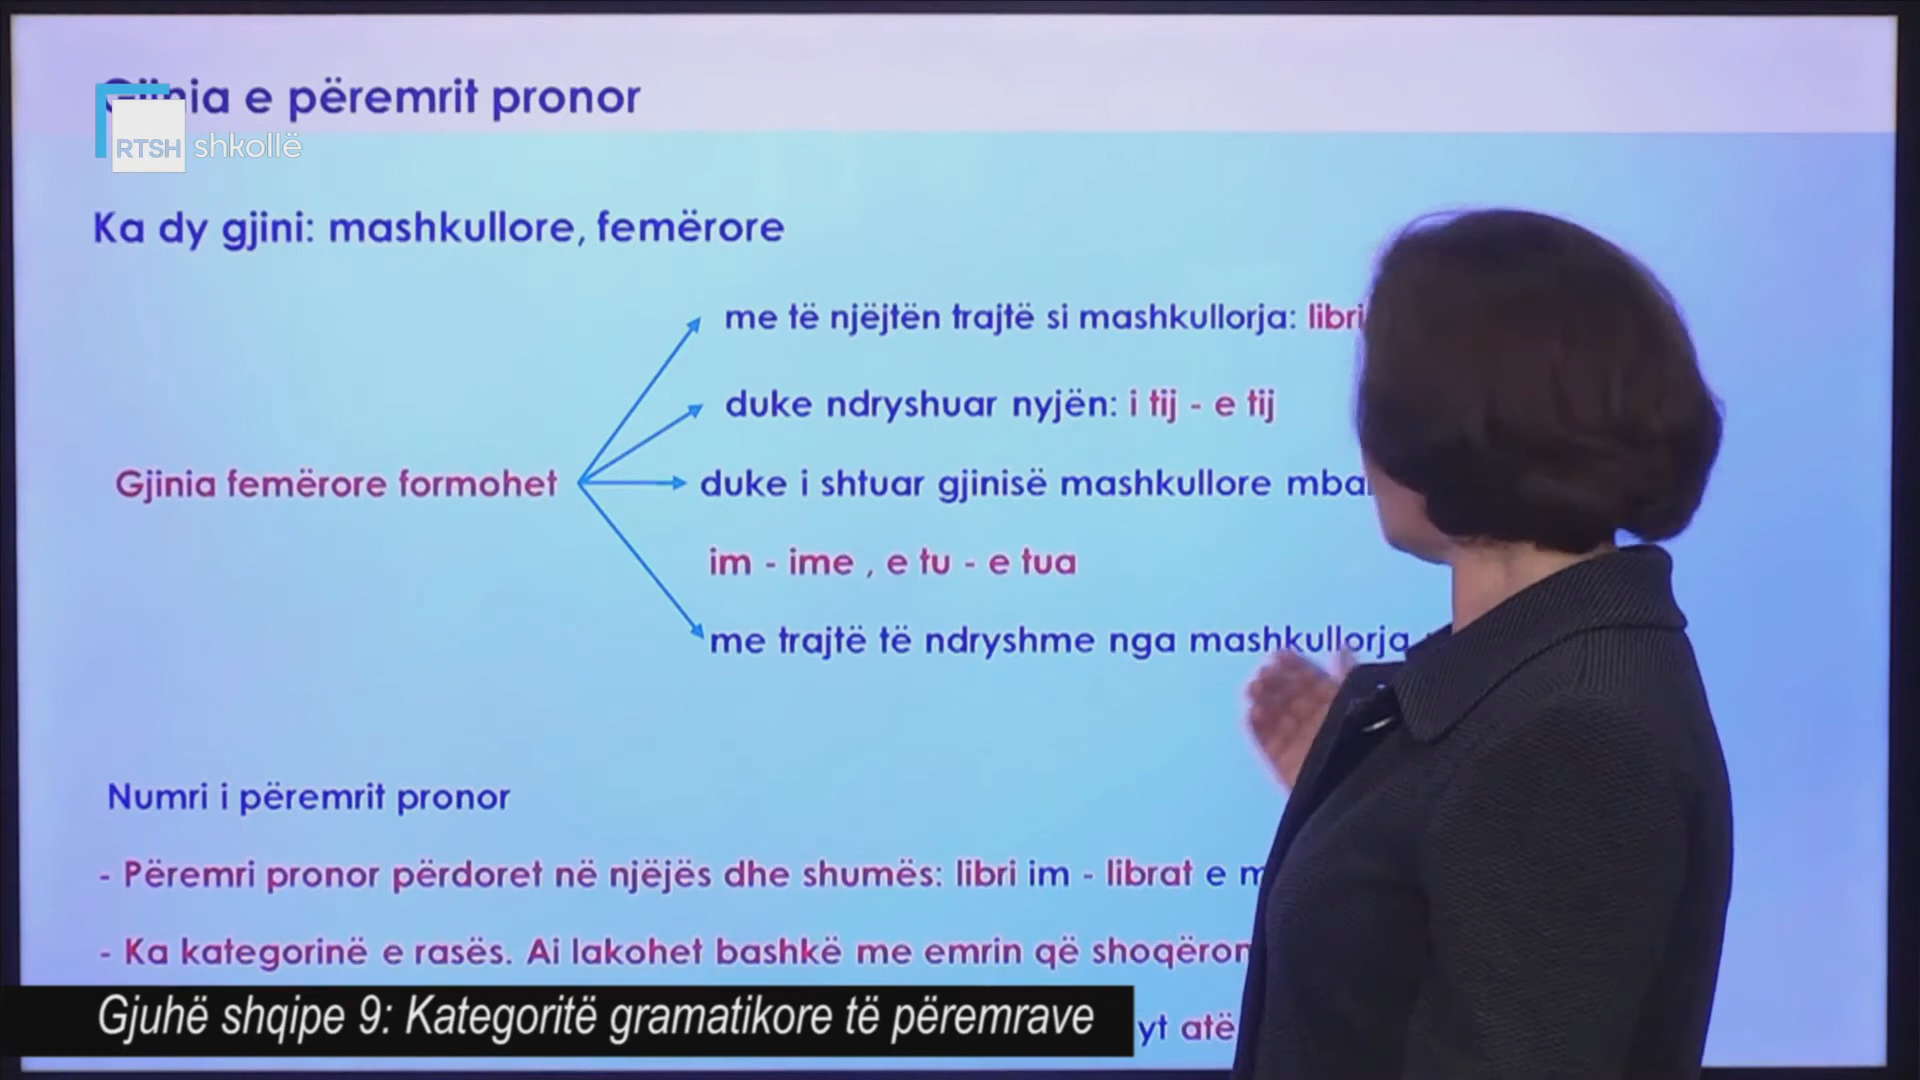 Gjinia e përemrit pronor
RTSH shkollë
Ka dy gjini: mashkullore, femërore
me të njëjtën trajtë si mashkullorja: libri
duke ndryshuar nyjën: i tij - e tij
Gjinia femërore formohet
duke i shtuar gjinisë mashkullore
im - ime , e tu - e tua
me trajtë të ndryshme nga mashkullorja
Numri i përemrit pronor
- Përemri pronor përdoret në njëjës dhe shumës: libri im - librat e
- Ka kategorinë e rasës. Ai lakohet bashkë me emrin që
Gjuhë shqipe 9: Kategoritë gramatikore të përemrave
atë